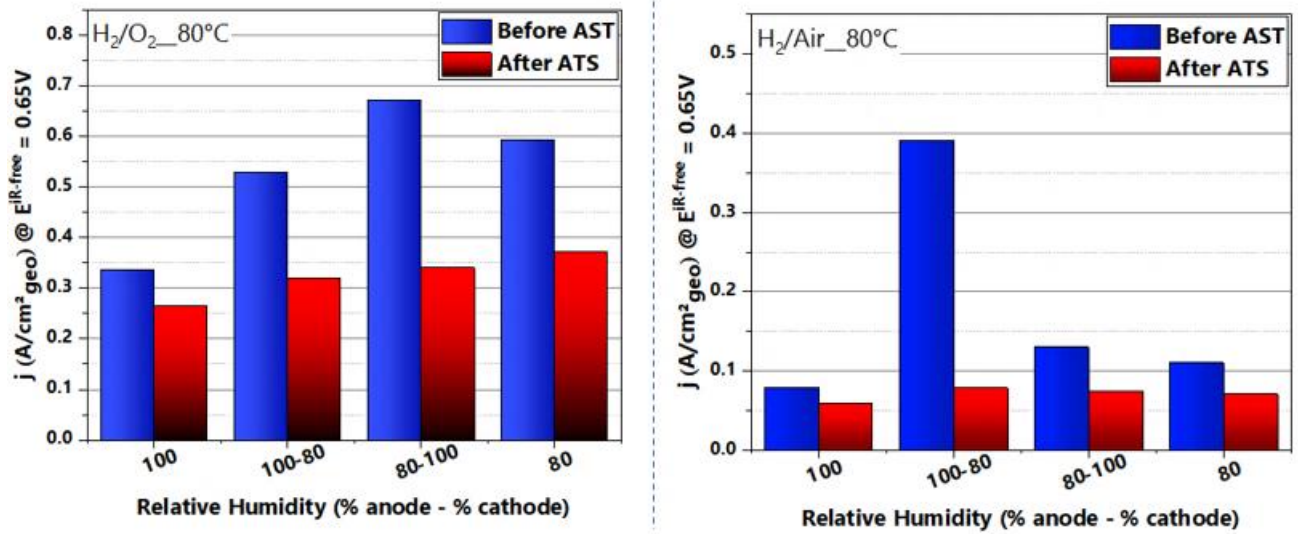 H₂/O₂__80°C
Before AST
After ATS
0.8
0.7
0.6
0.5
0.4
0.3
0.2
0.1
0.0
j (A/cm²geo) @ E^iR-free = 0.65V
100
100-80
80-100
80
Relative Humidity (% anode - % cathode)
H₂/Air__80°C
Before AST
After ATS
0.5
0.4
0.3
0.2
0.1
0.0
j (A/cm²geo) @ E^iR-free = 0.65V
100
100-80
80-100
80
Relative Humidity (% anode - % cathode)